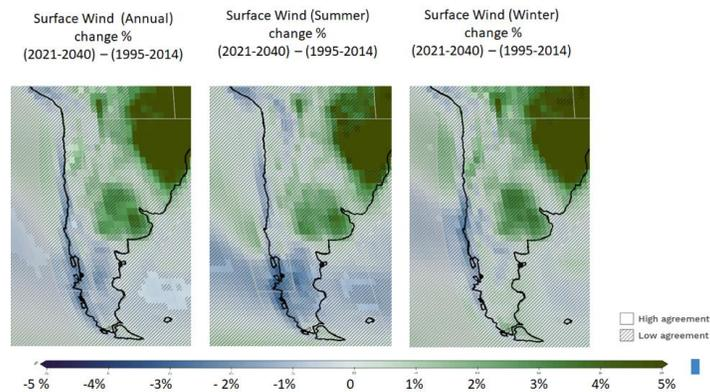 Surface Wind (Annual)
change %
(2021-2040) – (1995-2014)
Surface Wind (Summer)
change %
(2021-2040) – (1995-2014)
Surface Wind (Winter)
change %
(2021-2040) – (1995-2014)
High agreement
Low agreement
-5 % -4% -3% -2% -1% 0 1% 2% 3% 4% 5%